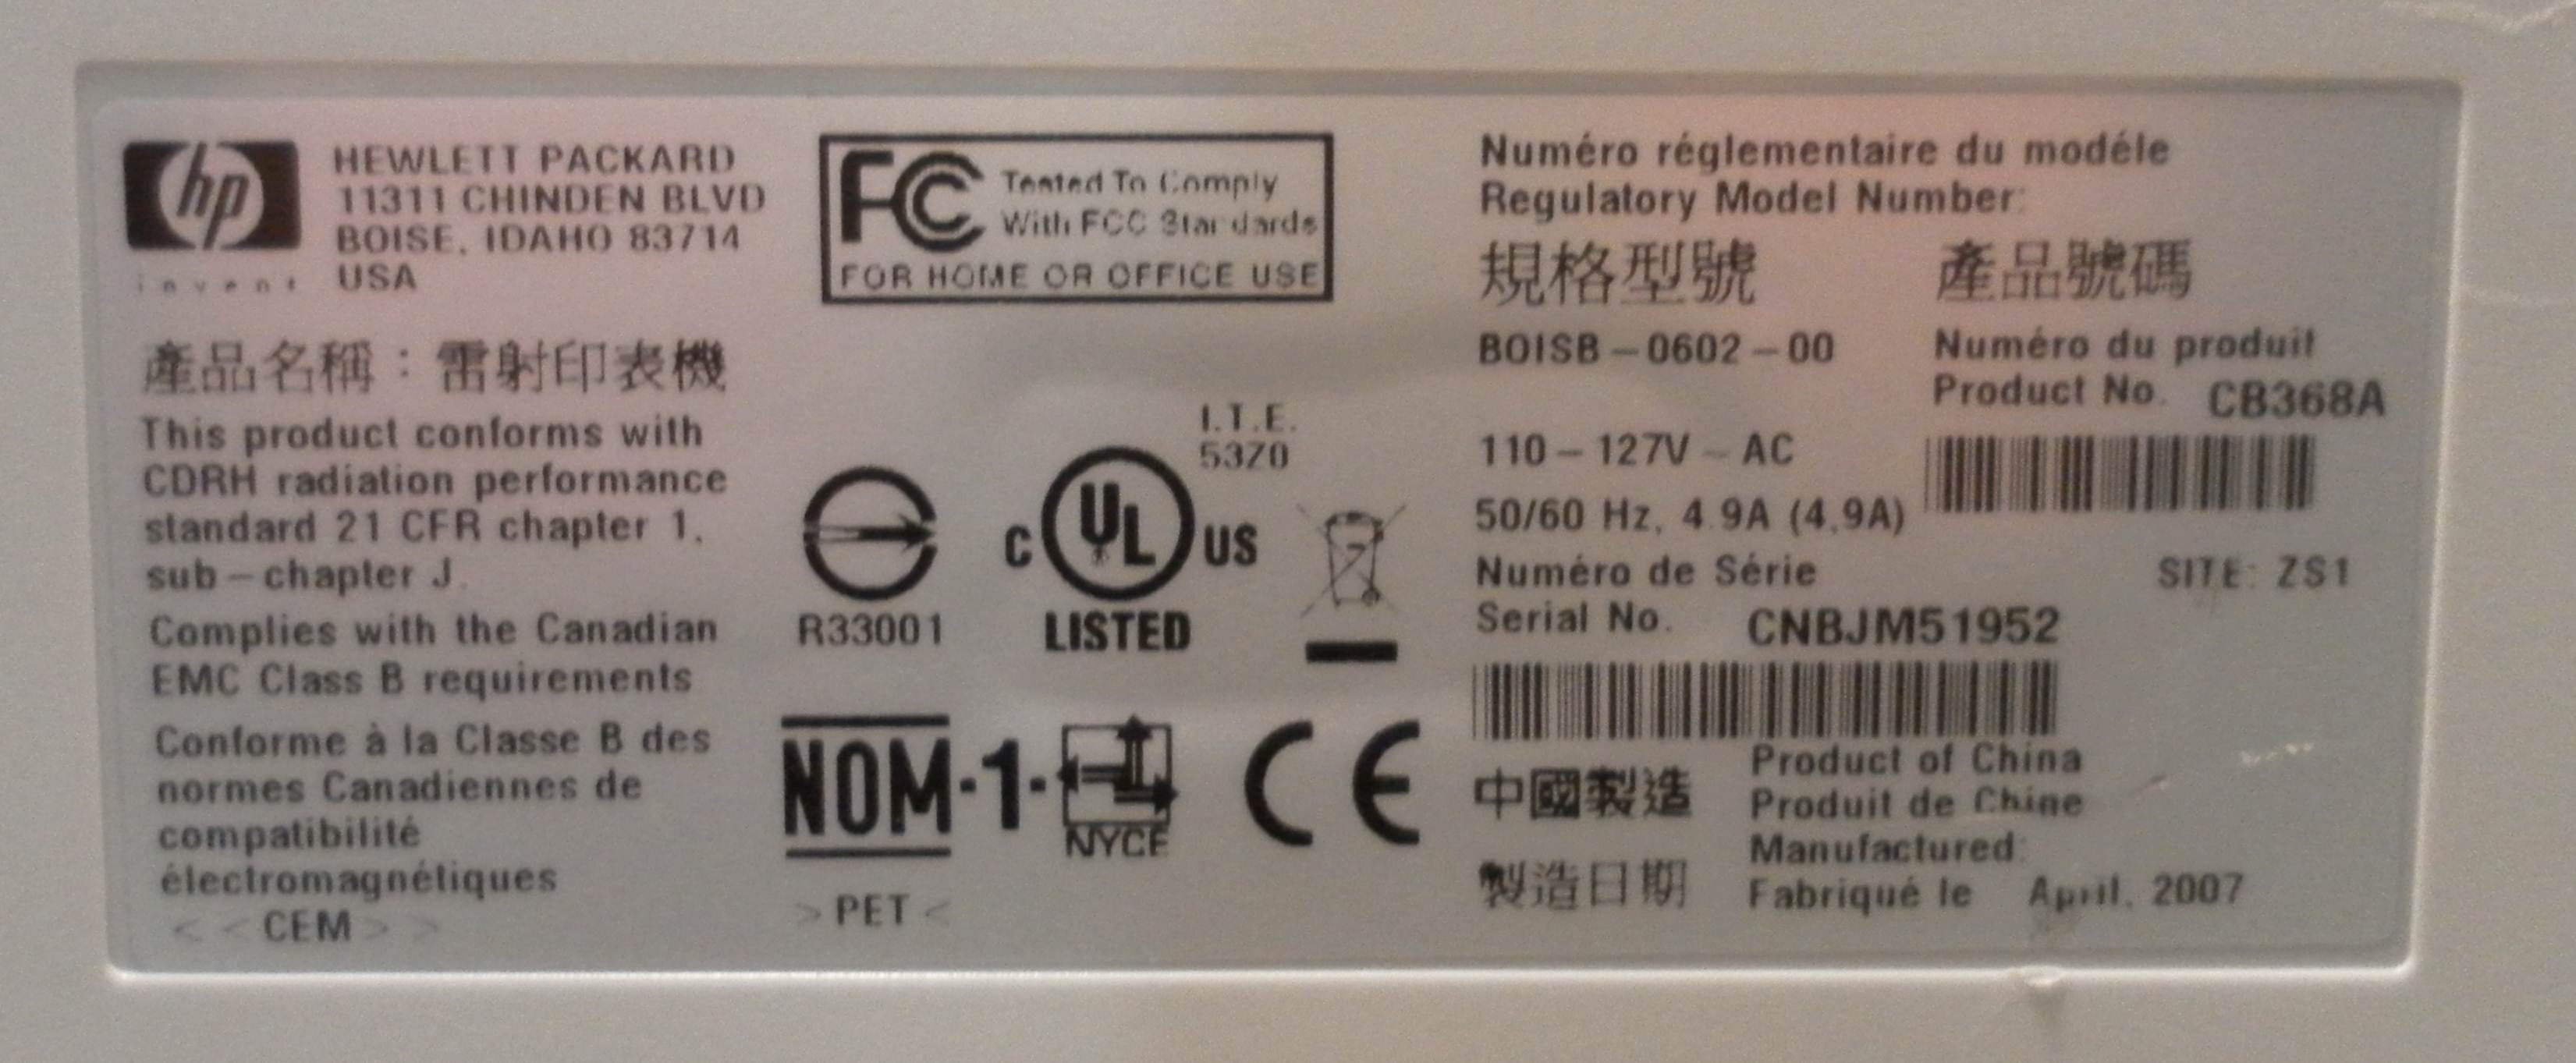 hp
invent
HEWLETT PACKARD
11311 CHINDEN BLVD
BOISE, IDAHO 83714
USA
產品名稱：雷射印表機
This product conforms with
CDRH radiation performance
standard 21 CFR chapter 1,
sub-chapter J.
Complies with the Canadian
EMC Class B requirements
Conforme à la Classe B des
normes Canadiennes de
compatibilité
électromagnétiques
< < CEM > >
FC Tested To Comply
With FCC Standards
FOR HOME OR OFFICE USE
I.T.E.
53Z0
R33001
C UL US
LISTED
NOM-1-
NYCE
CE
> PET <
Numéro réglementaire du modéle
Regulatory Model Number:
規格型號
BOISB-0602-00
產品號碼
Numéro du produit
Product No. CB368A
110-127V~AC
50/60 Hz, 4.9A (4,9A)
Numéro de Série
Serial No. CNBJM51952
SITE: ZS1
中國製造
Product of China
Produit de Chine
製造日期
Manufactured:
Fabriqué le April, 2007